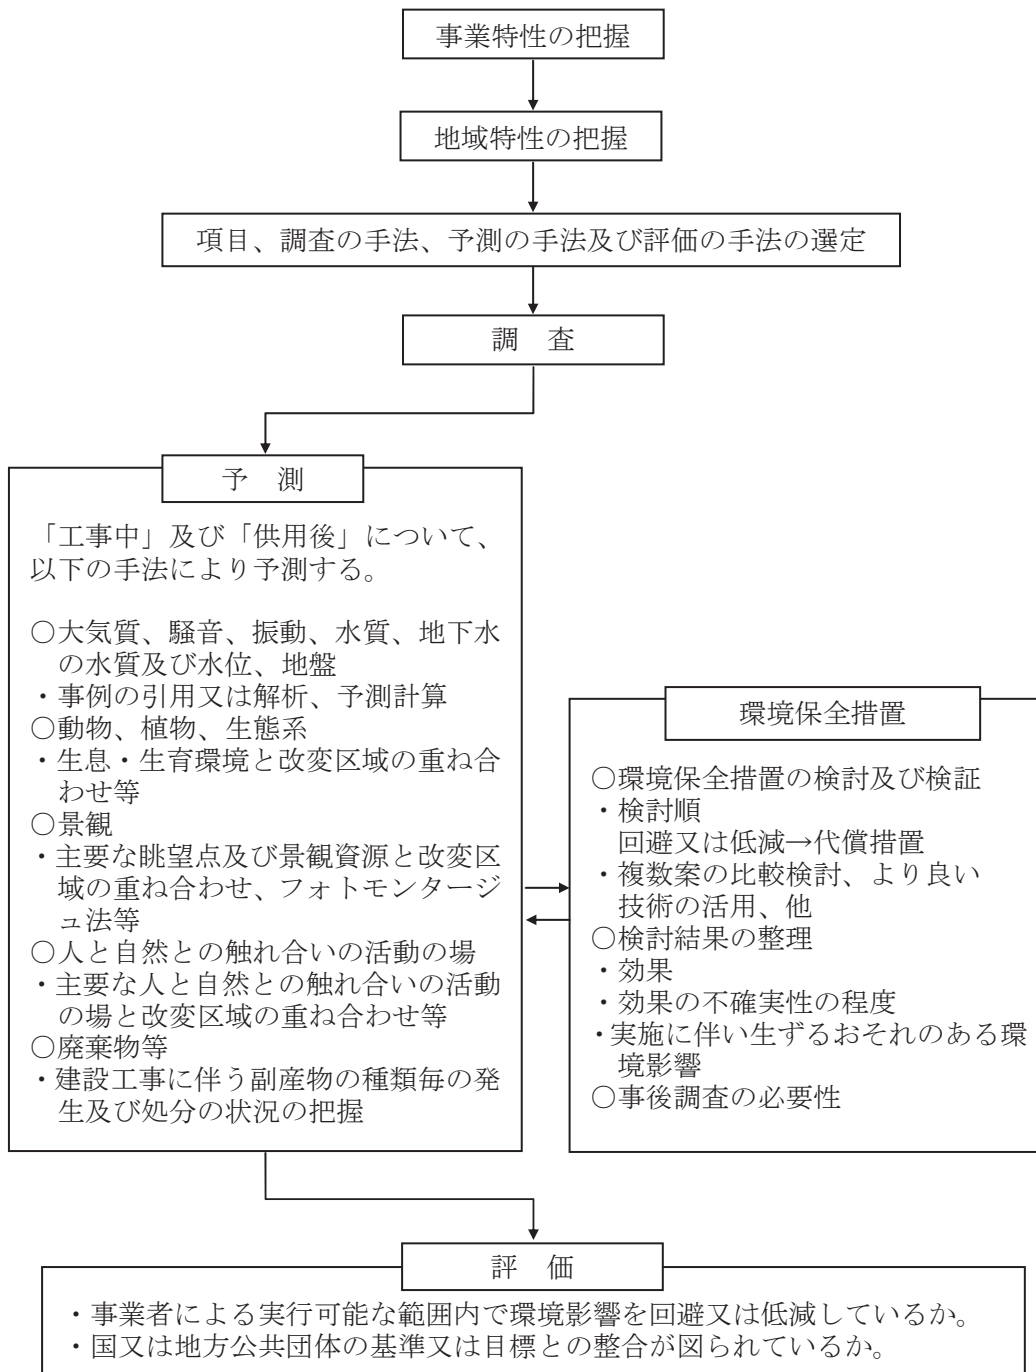 事業特性の把握
地域特性の把握
項目、調査の手法、予測の手法及び評価の手法の選定
調　査
予　測
「工事中」及び「供用後」について、
以下の手法により予測する。
○大気質、騒音、振動、水質、地下水
の水質及び水位、地盤
・事例の引用又は解析、予測計算
○動物、植物、生態系
・生息・生育環境と改変区域の重ね合
わせ等
○景観
・主要な眺望点及び景観資源と改変区
域の重ね合わせ、フォトモンタージ
ュ法等
○人と自然との触れ合いの活動の場
・主要な人と自然との触れ合いの活動
の場と改変区域の重ね合わせ等
○廃棄物等
・建設工事に伴う副産物の種類毎の発
生及び処分の状況の把握
環境保全措置
○環境保全措置の検討及び検証
・検討順
回避又は低減→代償措置
・複数案の比較検討、より良い
技術の活用、他
○検討結果の整理
・効果
・効果の不確実性の程度
・実施に伴い生ずるおそれのある環
境影響
○事後調査の必要性
評　価
・事業者による実行可能な範囲内で環境影響を回避又は低減しているか。
・国又は地方公共団体の基準又は目標との整合が図られているか。